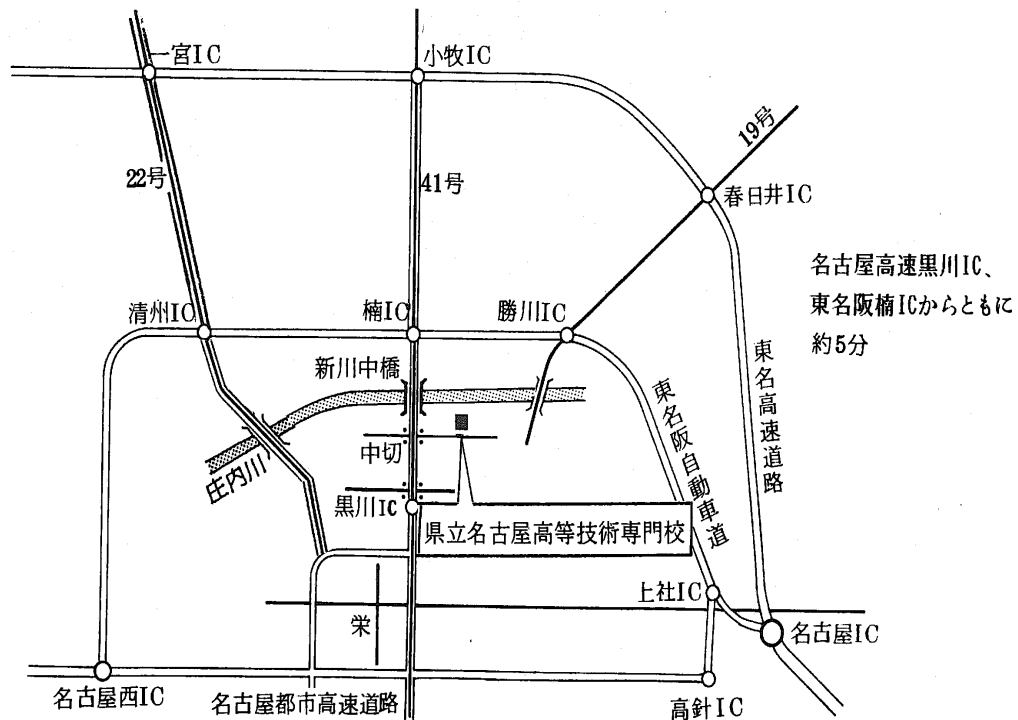 一宮IC
小牧IC
19号
22号
41号
春日井IC
名古屋高速黒川IC、
東名阪楠ICからともに
約5分
清州IC
楠IC
勝川IC
新川中橋
東名高速道路
東名阪自動車道
中切
庄内川
黒川IC
県立名古屋高等技術専門校
上社IC
栄
名古屋IC
名古屋西IC
名古屋都市高速道路
高針IC